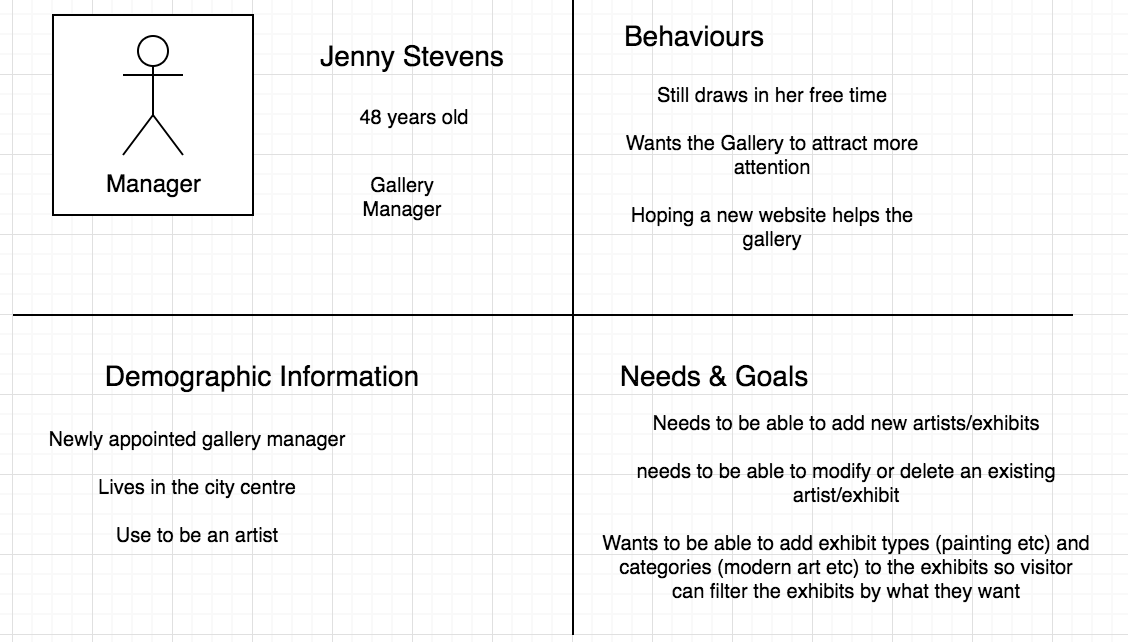 Manager
Jenny Stevens
48 years old
Gallery
Manager
Behaviours
Still draws in her free time
Wants the Gallery to attract more
attention
Hoping a new website helps the
gallery
Demographic Information
Newly appointed gallery manager
Lives in the city centre
Use to be an artist
Needs & Goals
Needs to be able to add new artists/exhibits
needs to be able to modify or delete an existing
artist/exhibit
Wants to be able to add exhibit types (painting etc) and
categories (modern art etc) to the exhibits so visitor
can filter the exhibits by what they want